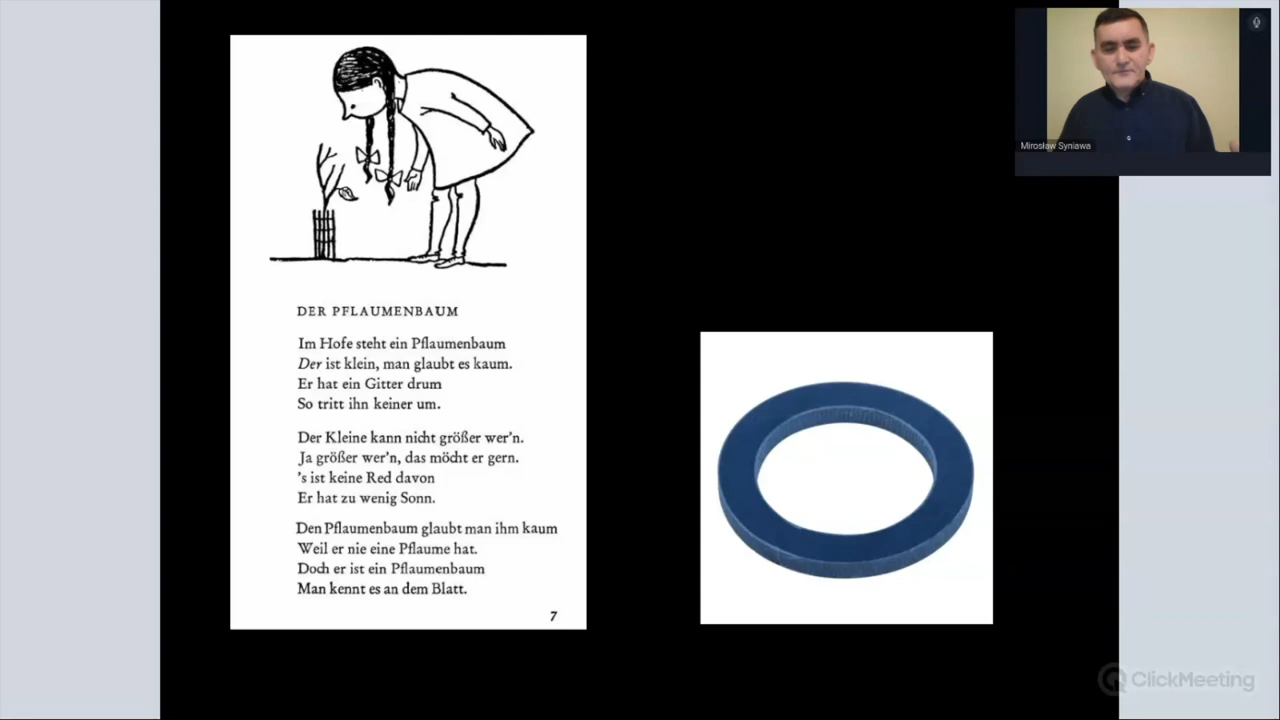 DER PFLAUMENBAUM
Im Hofe steht ein Pflaumenbaum
Der ist klein, man glaubt es kaum.
Er hat ein Gitter drum
So tritt ihn keiner um.
Der Kleine kann nicht größer wer'n.
Ja größer wer'n, das möcht er gern.
's ist keine Red davon
Er hat zu wenig Sonn.
Den Pflaumenbaum glaubt man ihm kaum
Weil er nie eine Pflaume hat.
Doch er ist ein Pflaumenbaum
Man kennt es an dem Blatt.
7
Mirosław Syniawa
ClickMeeting